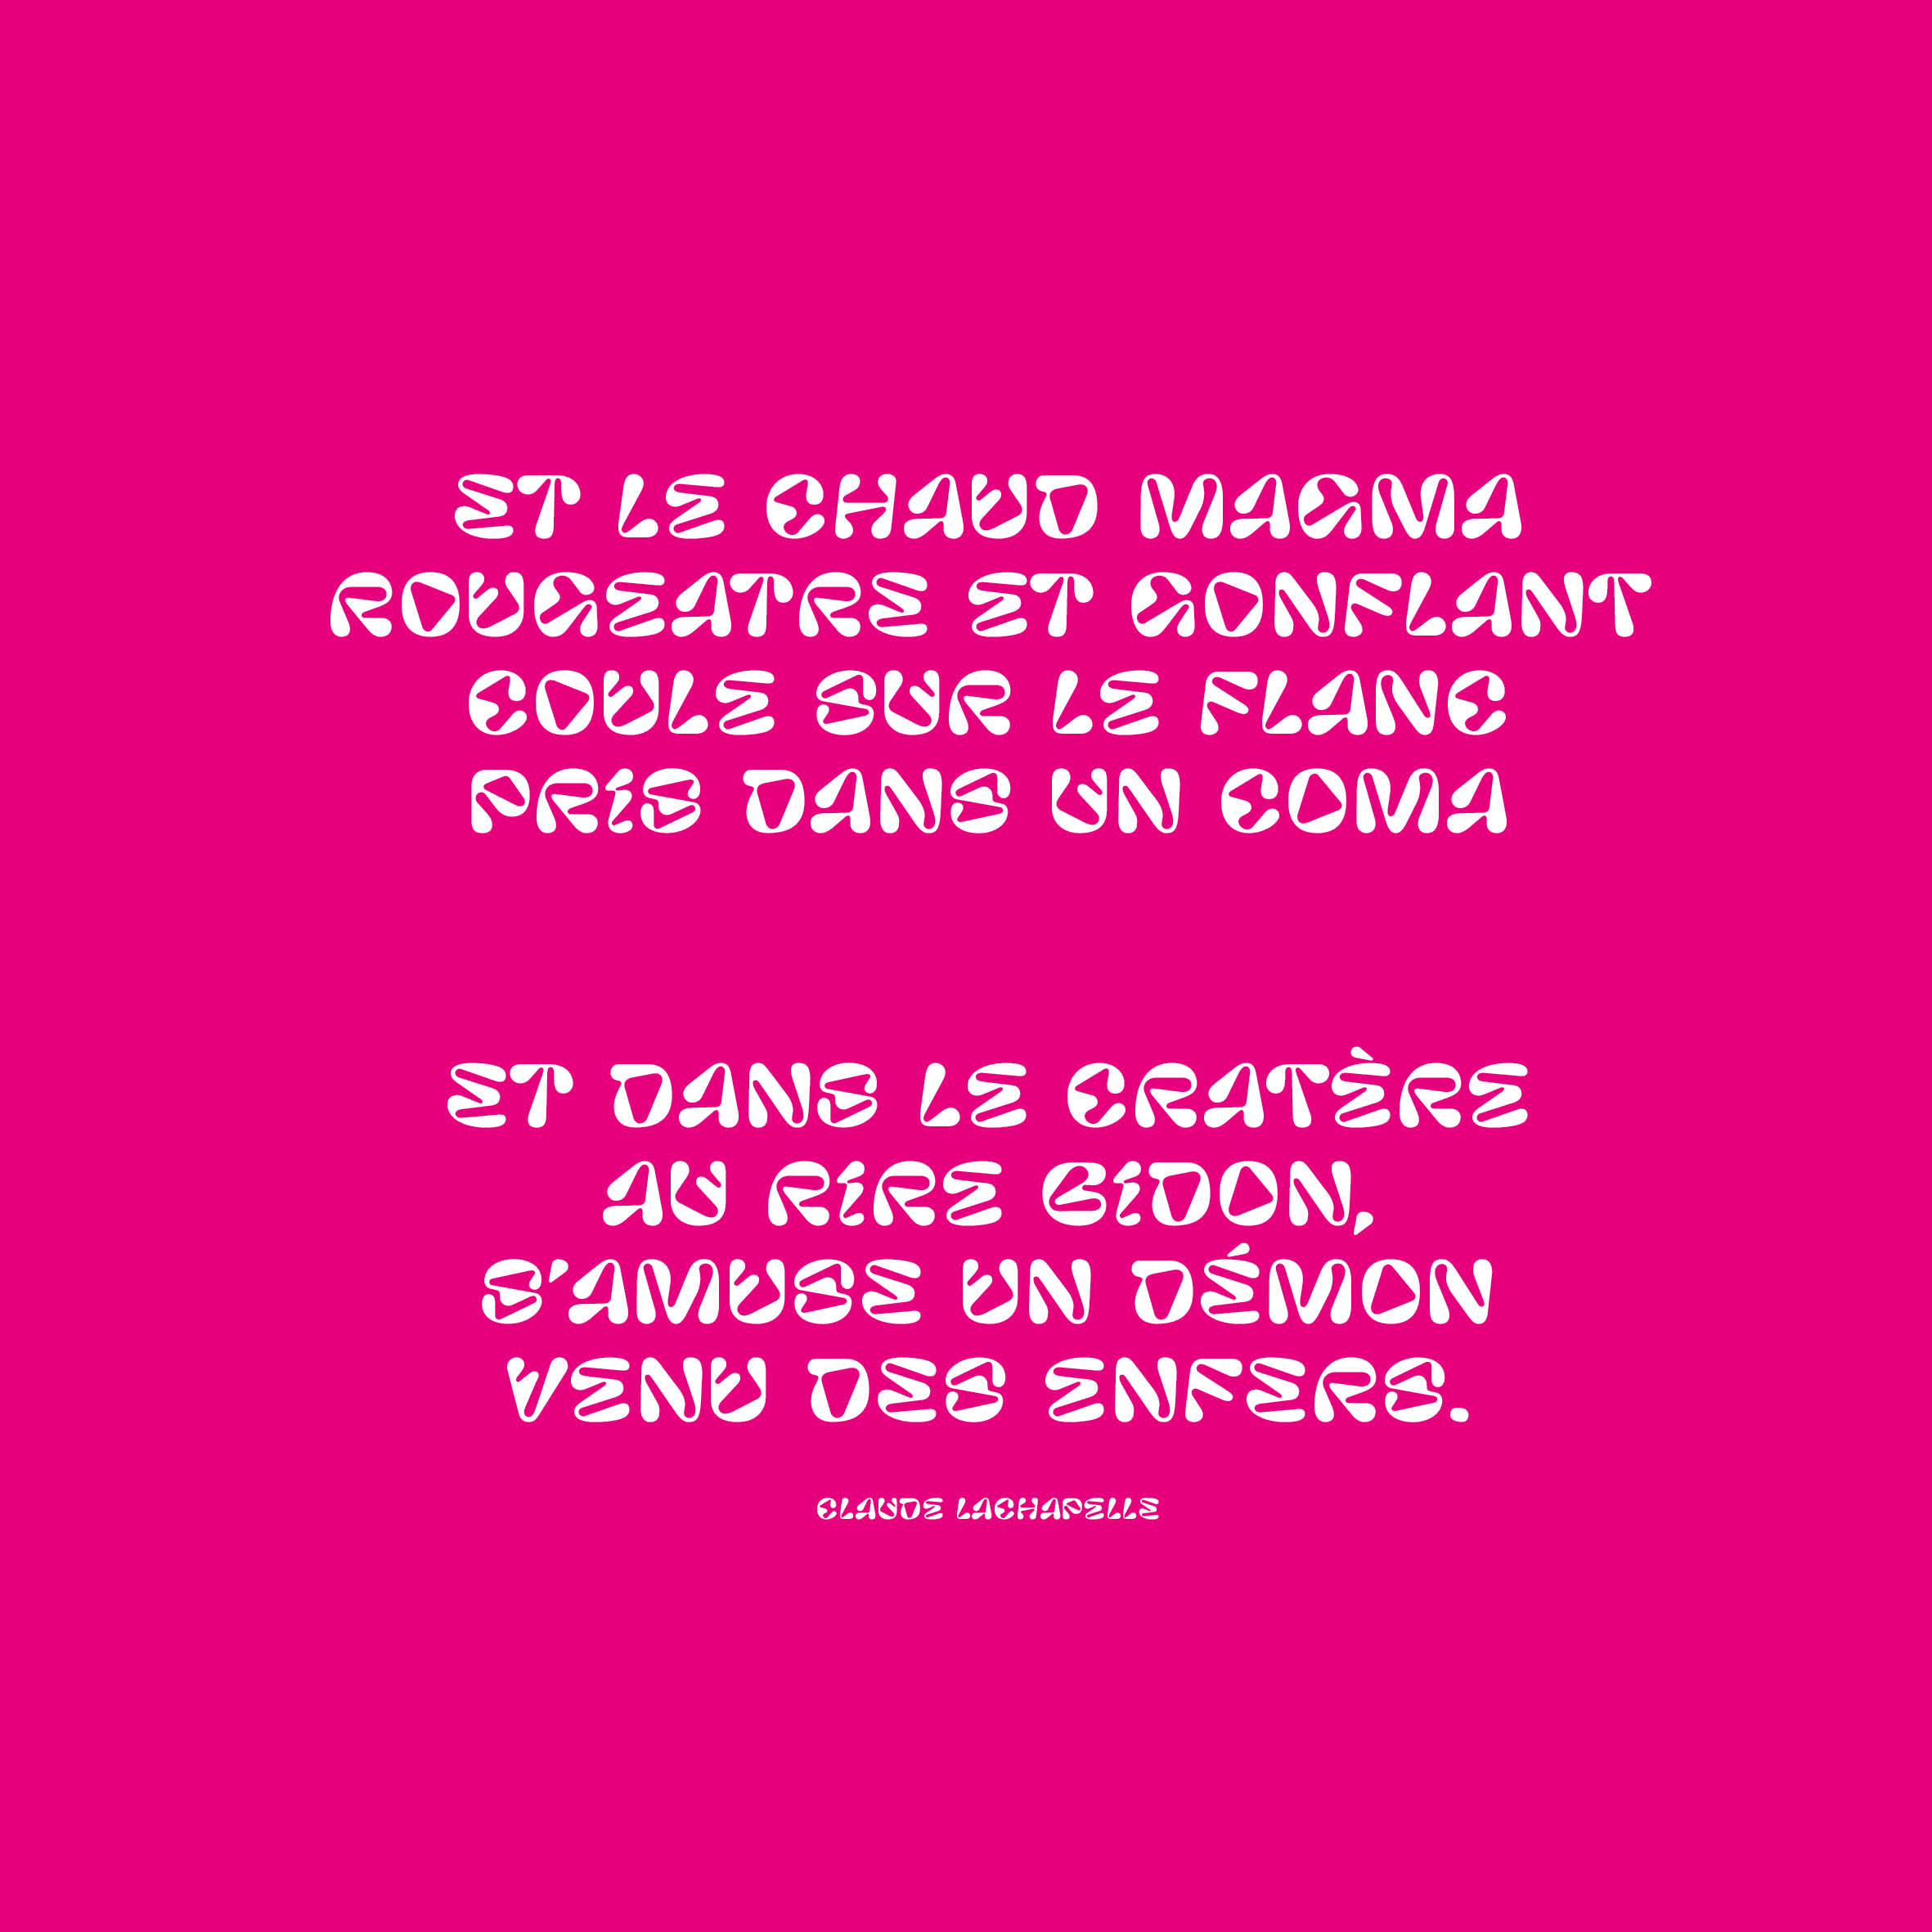 ET LE CHAUD MAGMA
ROUGEATRE ET GONFLANT
COULE SUR LE FLANC
PRIS DANS UN COMA
ET DANS LE CRATÈRE
AU RIRE BIDON,
S'AMUSE UN DÉMON
VENU DES ENFERS.
CLAUDE LACHAPELLE